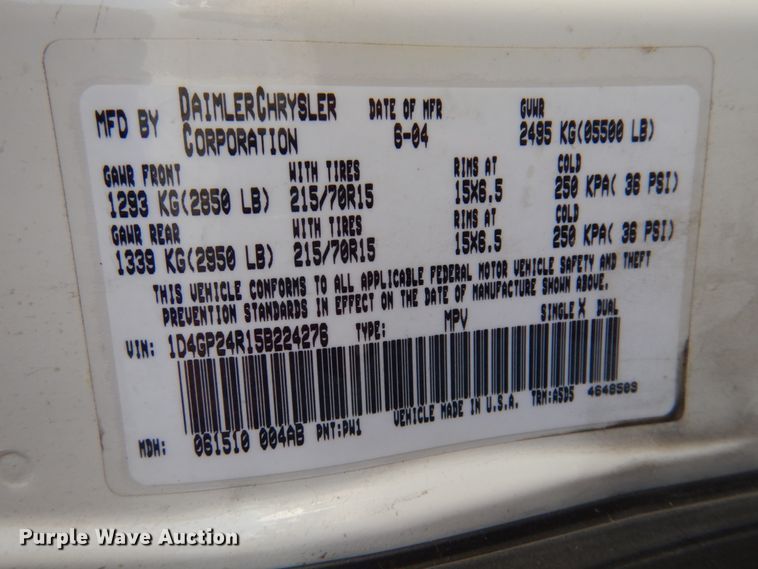 MFD BY DAIMLERCHRYSLER CORPORATION DATE OF MFR 6-04 GVWR 2495 KG(05500 LB)
GAWR FRONT WITH TIRES RIMS AT COLD
1293 KG(2850 LB) 215/70R15 15X6.5 250 KPA( 36 PSI)
GAWR REAR WITH TIRES RIMS AT COLD
1339 KG(2950 LB) 215/70R15 15X6.5 250 KPA( 36 PSI)
THIS VEHICLE CONFORMS TO ALL APPLICABLE FEDERAL MOTOR VEHICLE SAFETY AND THEFT
PREVENTION STANDARDS IN EFFECT ON THE DATE OF MANUFACTURE SHOWN ABOVE.
VIN: 1D4GP24R15B224276 TYPE: MPV SINGLE X DUAL
MDH: 061510 004AB PNT:PW1 VEHICLE MADE IN U.S.A. TRM:A5D5 4648509
Purple Wave Auction